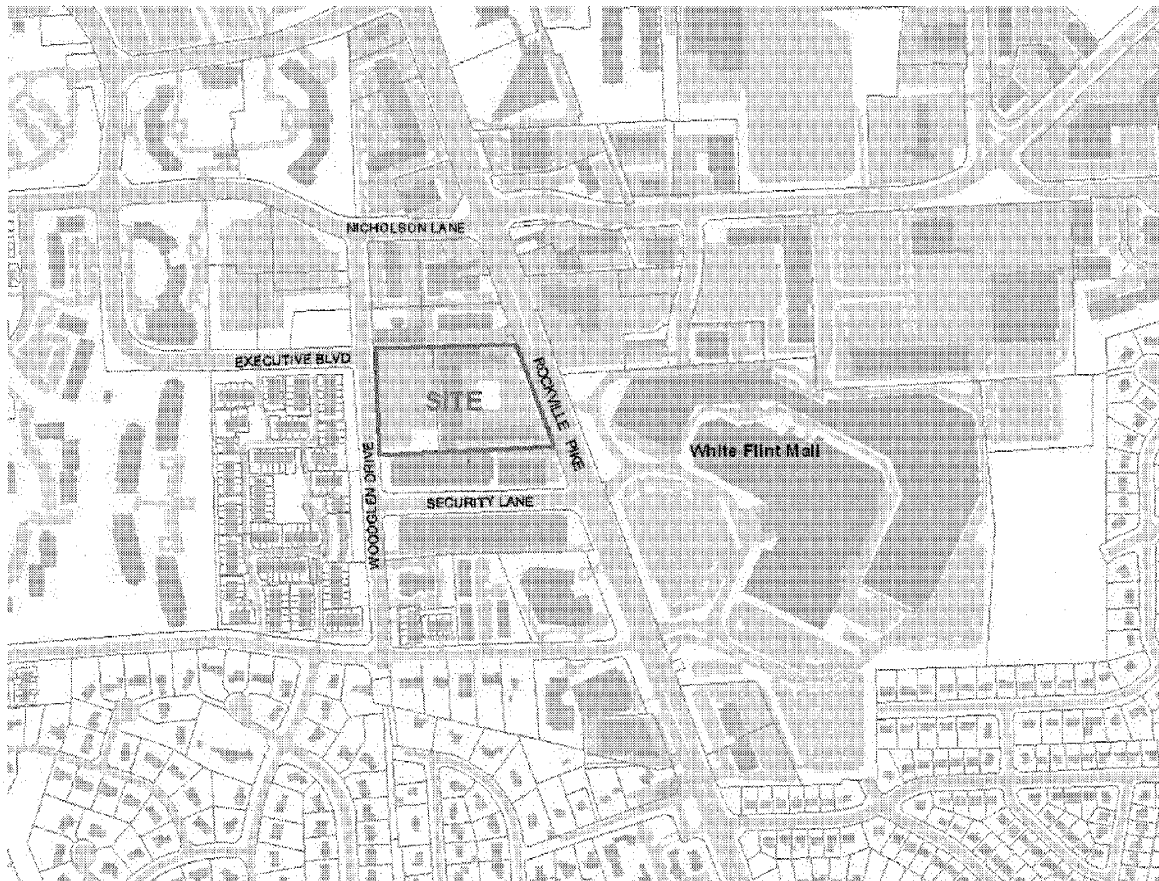 NICHOLSON LANE
EXECUTIVE BLVD
ROCKVILLE PIKE
SITE
White Flint Mall
WOODGLEN DRIVE
SECURITY LANE